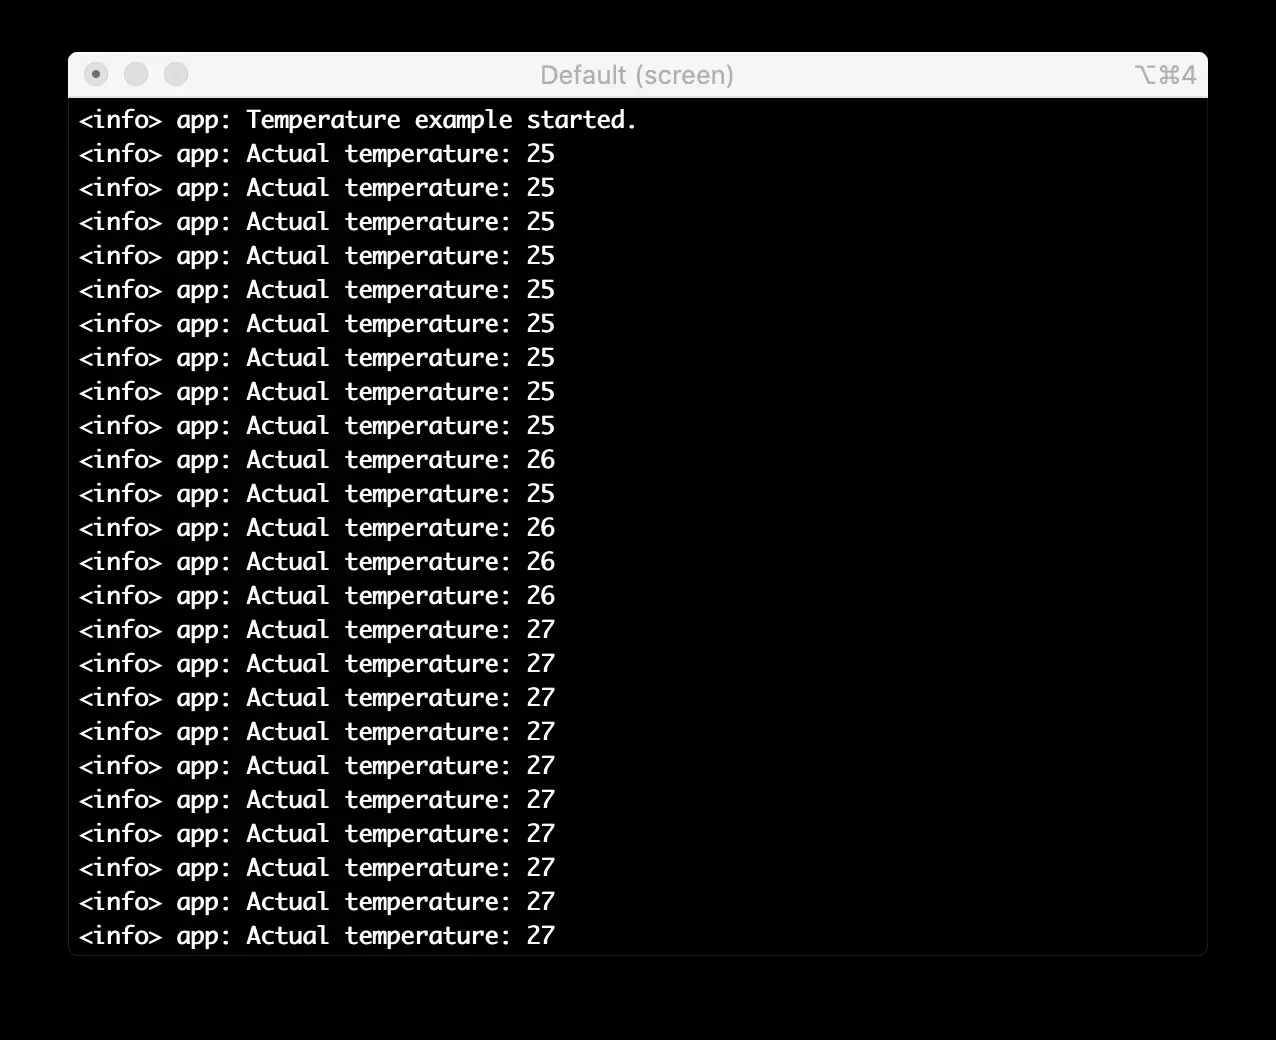 Default (screen)
⌥⌘4
<info> app: Temperature example started.
<info> app: Actual temperature: 25
<info> app: Actual temperature: 25
<info> app: Actual temperature: 25
<info> app: Actual temperature: 25
<info> app: Actual temperature: 25
<info> app: Actual temperature: 25
<info> app: Actual temperature: 25
<info> app: Actual temperature: 25
<info> app: Actual temperature: 25
<info> app: Actual temperature: 26
<info> app: Actual temperature: 25
<info> app: Actual temperature: 26
<info> app: Actual temperature: 26
<info> app: Actual temperature: 26
<info> app: Actual temperature: 27
<info> app: Actual temperature: 27
<info> app: Actual temperature: 27
<info> app: Actual temperature: 27
<info> app: Actual temperature: 27
<info> app: Actual temperature: 27
<info> app: Actual temperature: 27
<info> app: Actual temperature: 27
<info> app: Actual temperature: 27
<info> app: Actual temperature: 27